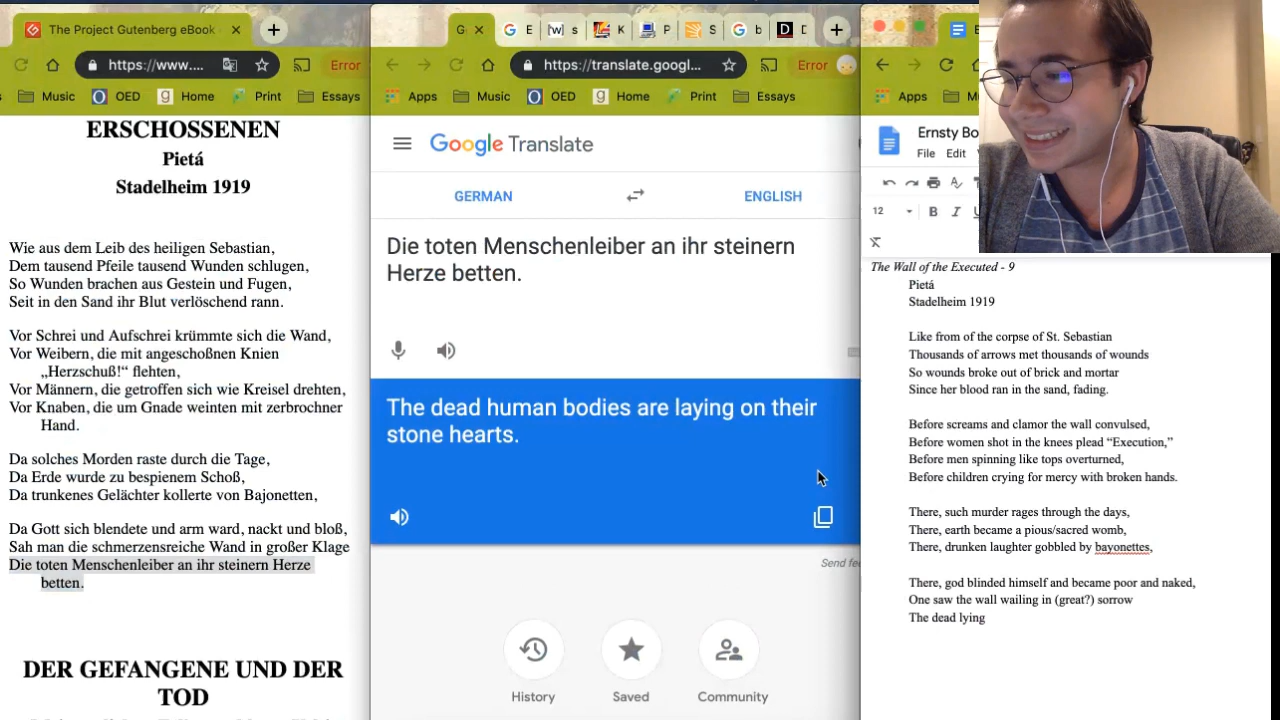 The Project Gutenberg eBook
G
G E
[w] s
K
P
S
G b
D D
https://www....
Error
https://translate.googl...
Error
Music
OED
Home
Print
Essays
Apps
Music
OED
Home
Print
Essays
Apps
ERSCHOSSENEN
Pietá
Stadelheim 1919
Wie aus dem Leib des heiligen Sebastian,
Dem tausend Pfeile tausend Wunden schlugen,
So Wunden brachen aus Gestein und Fugen,
Seit in den Sand ihr Blut verlöschend rann.
Vor Schrei und Aufschrei krümmte sich die Wand,
Vor Weibern, die mit angeschoßnen Knien
„Herzschuß!“ flehten,
Vor Männern, die getroffen sich wie Kreisel drehten,
Vor Knaben, die um Gnade weinten mit zerbrochner
Hand.
Da solches Morden raste durch die Tage,
Da Erde wurde zu bespienem Schoß,
Da trunkenes Gelächter kollerte von Bajonetten,
Da Gott sich blendete und arm ward, nackt und bloß,
Sah man die schmerzensreiche Wand in großer Klage
Die toten Menschenleiber an ihr steinern Herze
betten.
DER GEFANGENE UND DER
TOD
Google Translate
GERMAN
ENGLISH
Die toten Menschenleiber an ihr steinern
Herze betten.
The dead human bodies are laying on their
stone hearts.
Send fe
History
Saved
Community
Ernsty Bo
File Edit
12
B I U
The Wall of the Executed - 9
Pietá
Stadelheim 1919
Like from of the corpse of St. Sebastian
Thousands of arrows met thousands of wounds
So wounds broke out of brick and mortar
Since her blood ran in the sand, fading.
Before screams and clamor the wall convulsed,
Before women shot in the knees plead “Execution,”
Before men spinning like tops overturned,
Before children crying for mercy with broken hands.
There, such murder rages through the days,
There, earth became a pious/sacred womb,
There, drunken laughter gobbled by bayonettes,
There, god blinded himself and became poor and naked,
One saw the wall wailing in (great?) sorrow
The dead lying